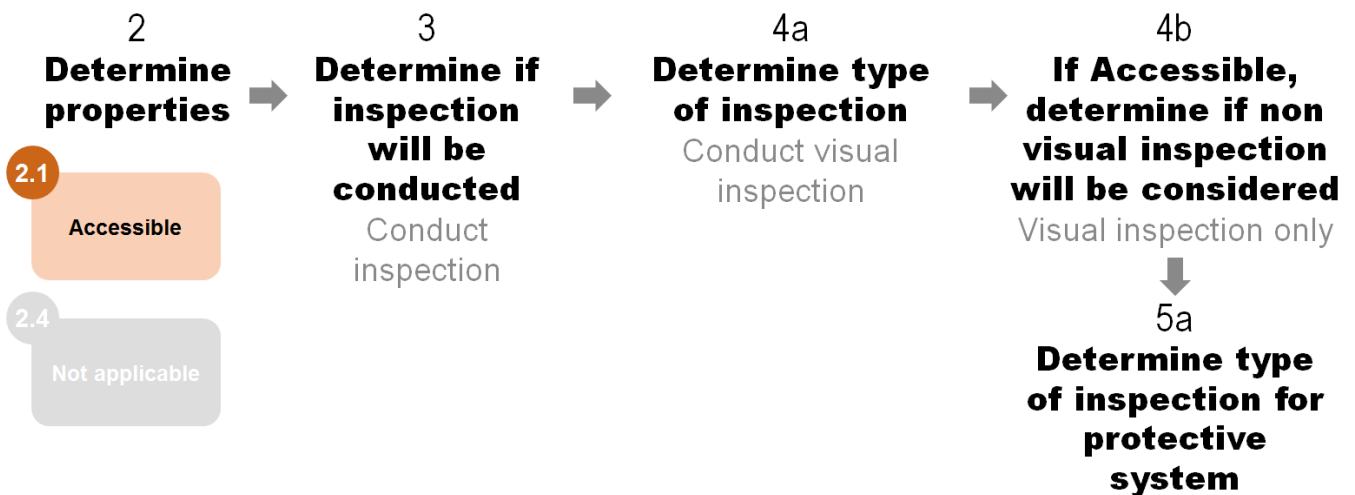 2
Determine
properties
2.1
Accessible
2.4
Not applicable
3
Determine if
inspection
will be
conducted
Conduct
inspection
4a
Determine type
of inspection
Conduct visual
inspection
4b
If Accessible,
determine if non
visual inspection
will be considered
Visual inspection only
5a
Determine type
of inspection for
protective
system